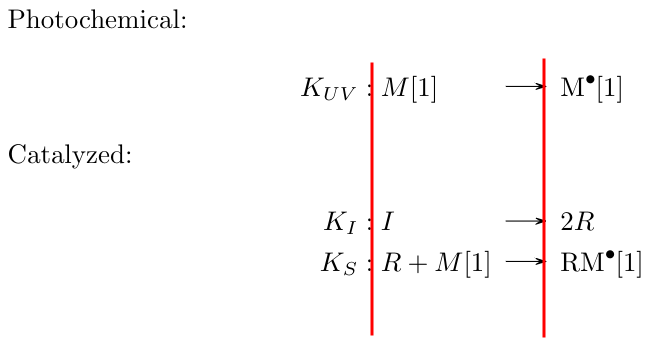 Photochemical:
K_{UV} : M[1] ⟶ M^•[1]
Catalyzed:
K_I : I ⟶ 2R
K_S : R + M[1] ⟶ RM^•[1]